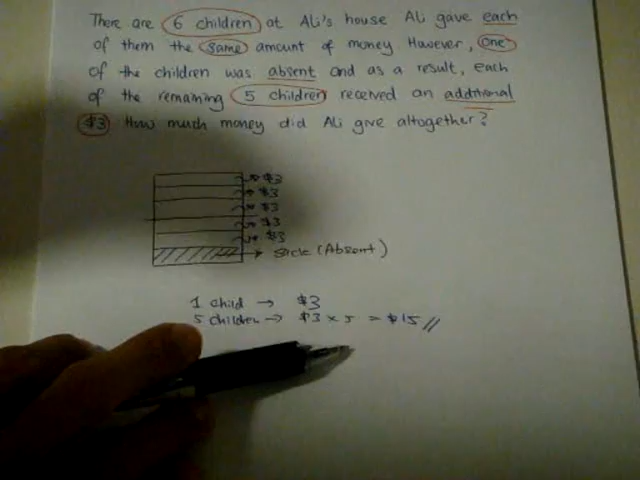 There are 6 children at Ali's house Ali gave each
of them the same amount of money However, one
of the children was absent and as a result, each
of the remaining 5 children received an additional
$3 How much money did Ali give altogether?
$3
$3
$3
$3
$3
Sick (Absent)
1 child → $3
5 children → $3 × 5 = $15 //